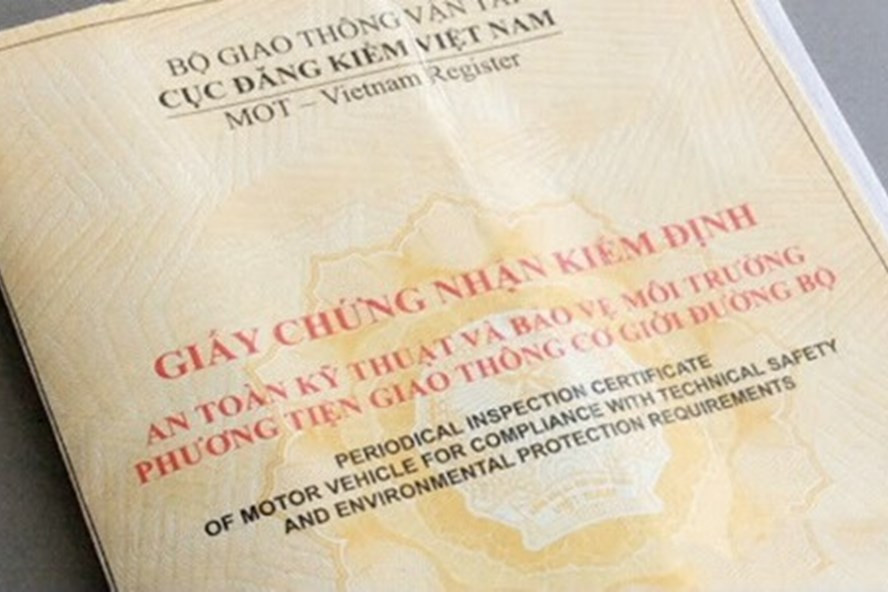 BỘ GIAO THÔNG VẬN TẢI
CỤC ĐĂNG KIỂM VIỆT NAM
MOT – Vietnam Register
GIẤY CHỨNG NHẬN KIỂM ĐỊNH
AN TOÀN KỸ THUẬT VÀ BẢO VỆ MÔI TRƯỜNG
PHƯƠNG TIỆN GIAO THÔNG CƠ GIỚI ĐƯỜNG BỘ
PERIODICAL INSPECTION CERTIFICATE
OF MOTOR VEHICLE FOR COMPLIANCE WITH TECHNICAL SAFETY
AND ENVIRONMENTAL PROTECTION REQUIREMENTS